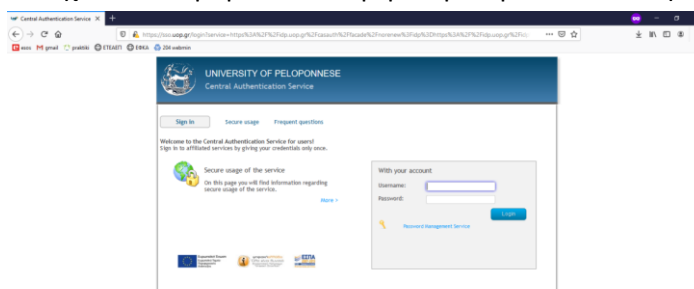 Central Authentication Service
https://sso.uop.gr/login?service=https%3A%2F%2Fidp.uop.gr%2Fcasauth%2Ffacade%2Fnorenew%3Fidp%3Dhttps%3A%2F%2Fidp.uop.gr%2Fic
gmail
praktiki
204 webmin
UNIVERSITY OF PELOPONNESE
Central Authentication Service
Sign in Secure usage Frequent questions
Welcome to the Central Authentication Service for users!
Sign in to affiliated services by giving your credentials only once.
Secure usage of the service
On this page you will find information regarding
secure usage of the service.
More >
With your account
Username:
Password:
Login
Password Management Service
ΕΣΠΑ